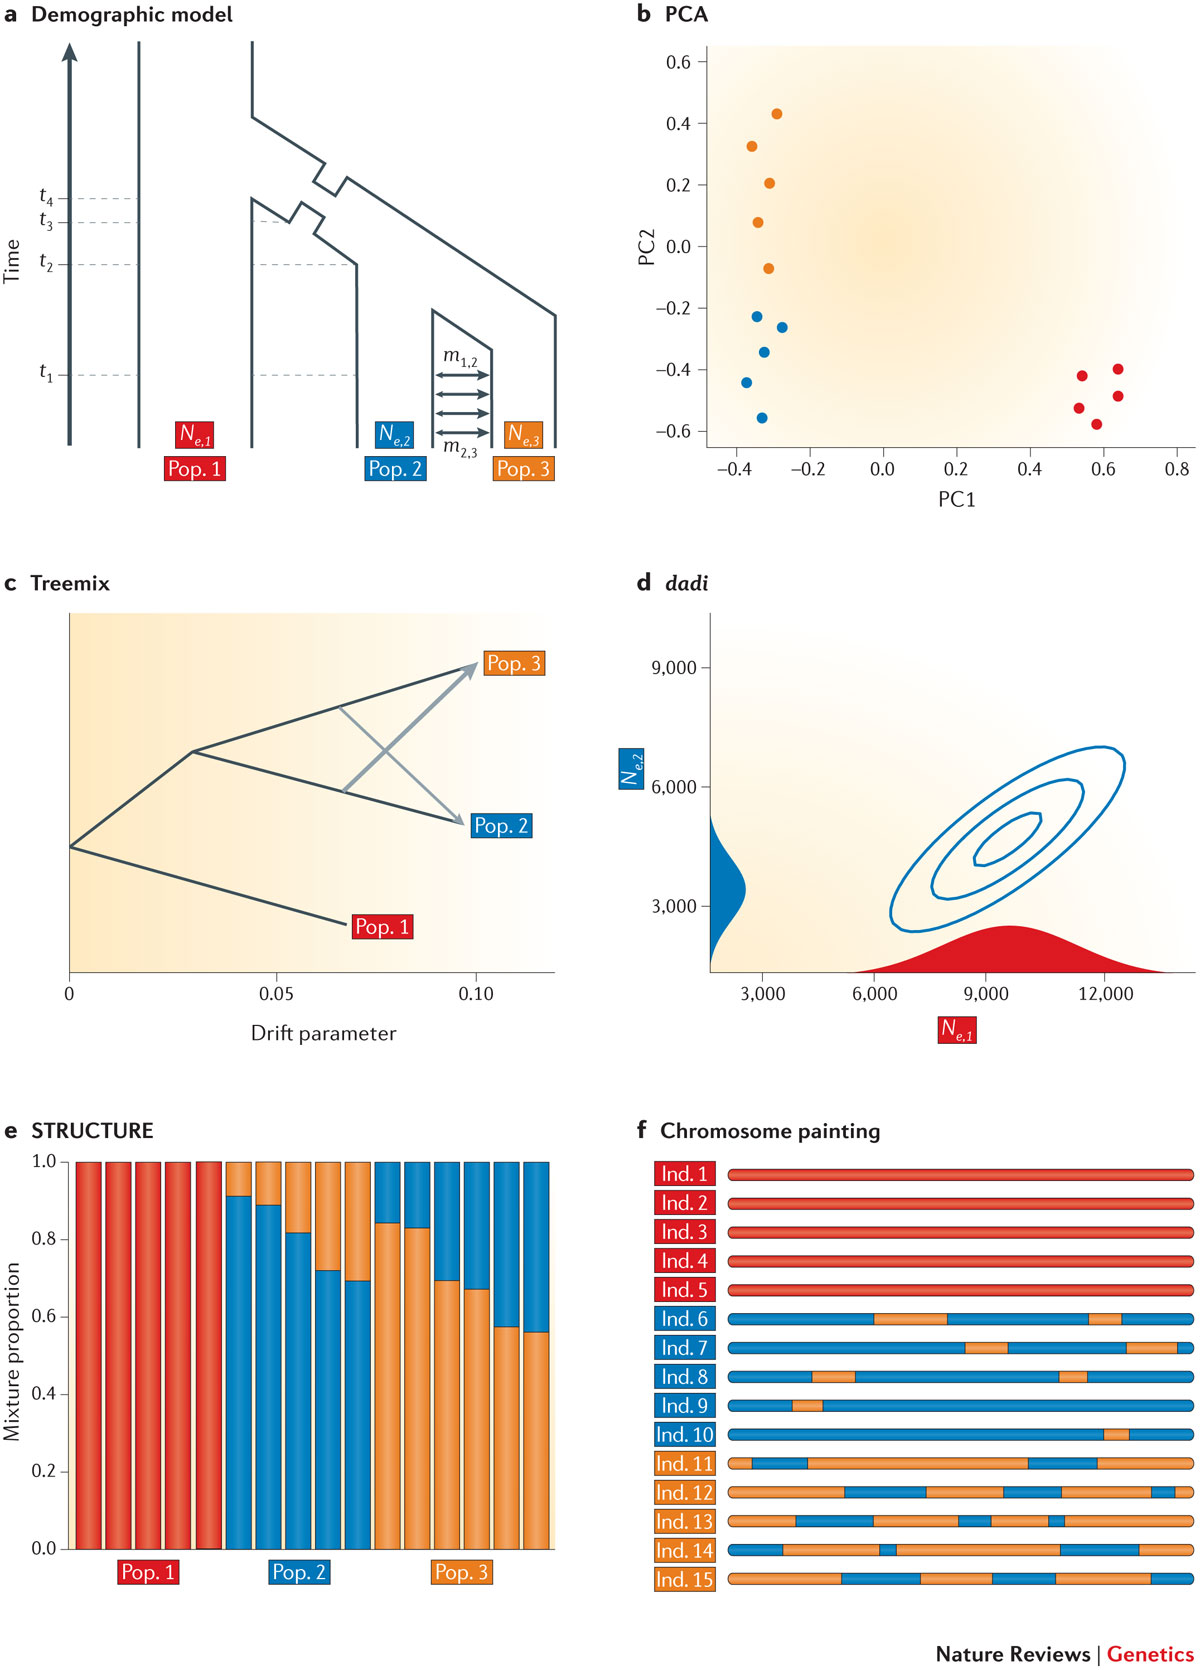 a Demographic model
Time
t4
t3
t2
t1
m1,2
m2,3
Ne,1
Ne,2
Ne,3
Pop. 1
Pop. 2
Pop. 3
b PCA
PC2
0.6
0.4
0.2
0.0
–0.2
–0.4
–0.6
–0.4
–0.2
0.0
0.2
0.4
0.6
0.8
PC1
c Treemix
Pop. 3
Pop. 2
Pop. 1
0
0.05
0.10
Drift parameter
d dadi
Ne,2
9,000
6,000
3,000
3,000
6,000
9,000
12,000
Ne,1
e STRUCTURE
Mixture proportion
1.0
0.8
0.6
0.4
0.2
0.0
Pop. 1
Pop. 2
Pop. 3
f Chromosome painting
Ind. 1
Ind. 2
Ind. 3
Ind. 4
Ind. 5
Ind. 6
Ind. 7
Ind. 8
Ind. 9
Ind. 10
Ind. 11
Ind. 12
Ind. 13
Ind. 14
Ind. 15
Nature Reviews | Genetics